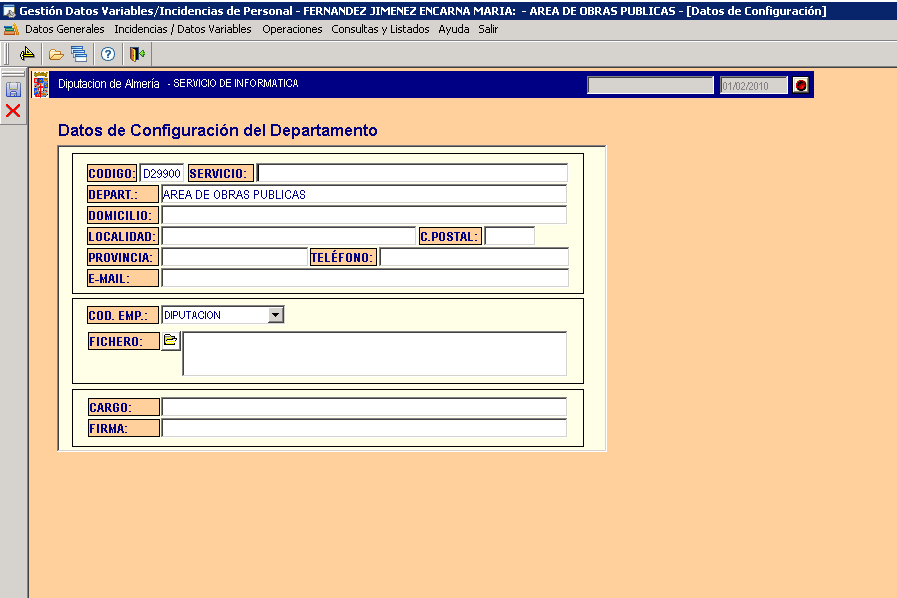 Gestión Datos Variables/Incidencias de Personal - FERNANDEZ JIMENEZ ENCARNA MARIA: - AREA DE OBRAS PUBLICAS - [Datos de Configuración]
Datos Generales Incidencias / Datos Variables Operaciones Consultas y Listados Ayuda Salir
Diputacion de Almería - SERVICIO DE INFORMATICA 01/02/2010
Datos de Configuración del Departamento
CODIGO: D29900 SERVICIO:
DEPART.: AREA DE OBRAS PUBLICAS
DOMICILIO:
LOCALIDAD: C.POSTAL:
PROVINCIA: TELÉFONO:
E-MAIL:
COD. EMP.: DIPUTACION
FICHERO:
CARGO:
FIRMA: